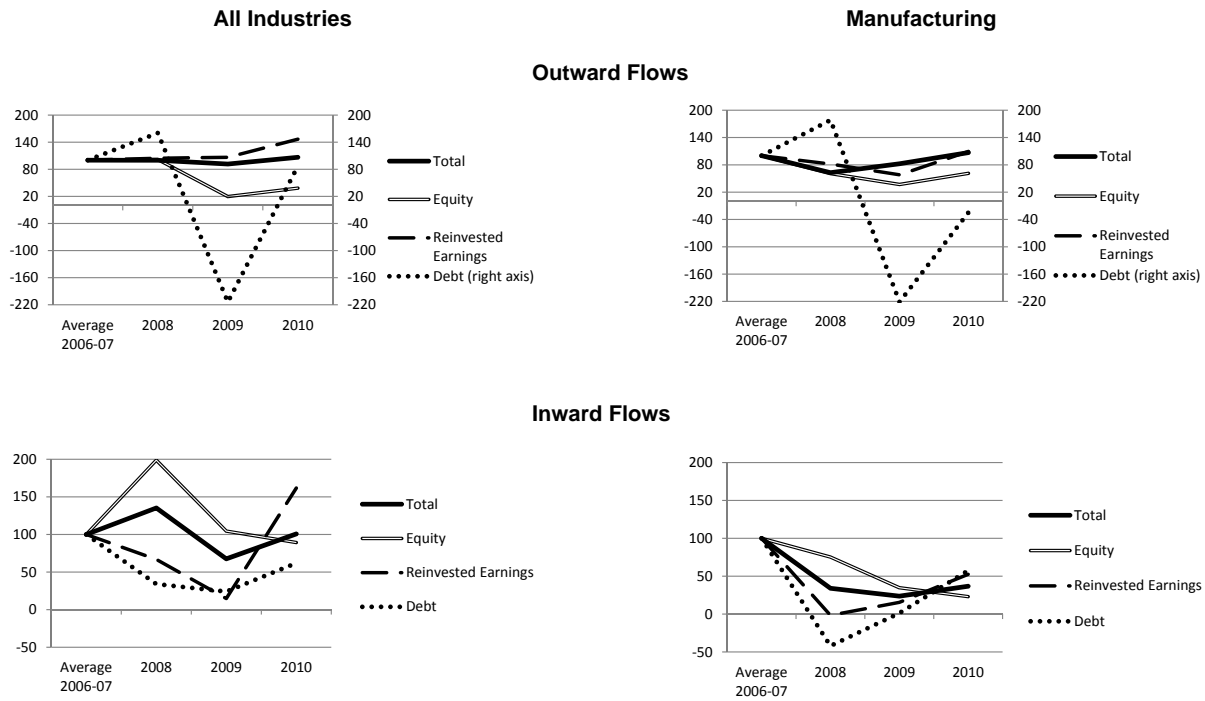 All Industries
Manufacturing
Outward Flows
200
140
80
20
-40
-100
-160
-220
200
140
80
20
-40
-100
-160
-220
Average
2006-07
2008
2009
2010
Total
Equity
Reinvested
Earnings
Debt (right axis)
200
140
80
20
-40
-100
-160
-220
200
140
80
20
-40
-100
-160
-220
Average
2006-07
2008
2009
2010
Total
Equity
Reinvested
Earnings
Debt (right axis)
Inward Flows
200
150
100
50
0
-50
Average
2006-07
2008
2009
2010
Total
Equity
Reinvested Earnings
Debt
200
150
100
50
0
-50
Average
2006-07
2008
2009
2010
Total
Equity
Reinvested Earnings
Debt